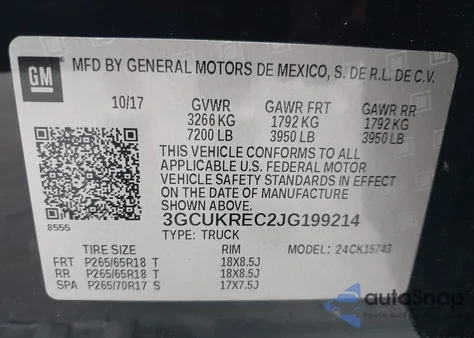 GM
MFD BY GENERAL MOTORS DE MEXICO, S. DE R.L. DE C.V.
10/17 GVWR GAWR FRT GAWR RR
3266 KG 1792 KG 1792 KG
7200 LB 3950 LB 3950 LB
THIS VEHICLE CONFORMS TO ALL
APPLICABLE U.S. FEDERAL MOTOR
VEHICLE SAFETY STANDARDS IN EFFECT
ON THE DATE OF MANUFACTURE
SHOWN ABOVE.
3GCUKREC2JG199214
8555 TYPE: TRUCK
TIRE SIZE RIM MODEL: 24CK15743
FRT P265/65R18 T 18X8.5J
RR P265/65R18 T 18X8.5J
SPA P265/70R17 S 17X7.5J
autoSnap